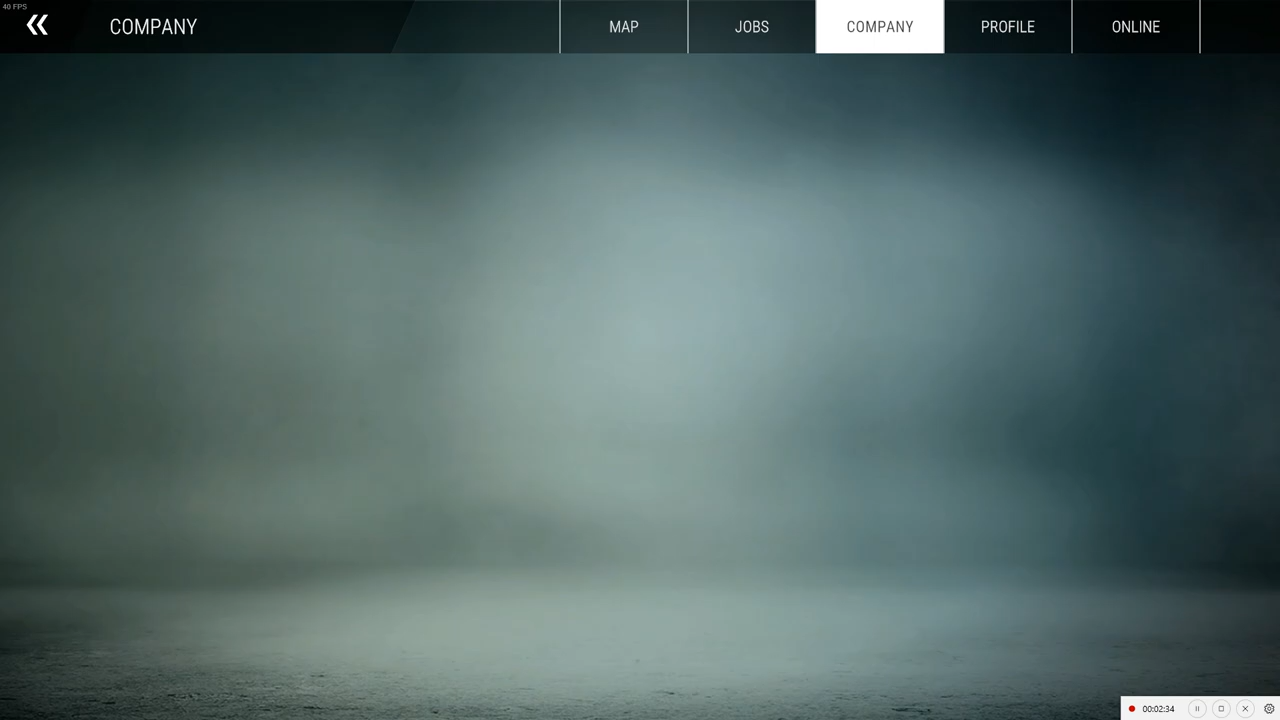 40 FPS
COMPANY
MAP
JOBS
COMPANY
PROFILE
ONLINE
00:02:34